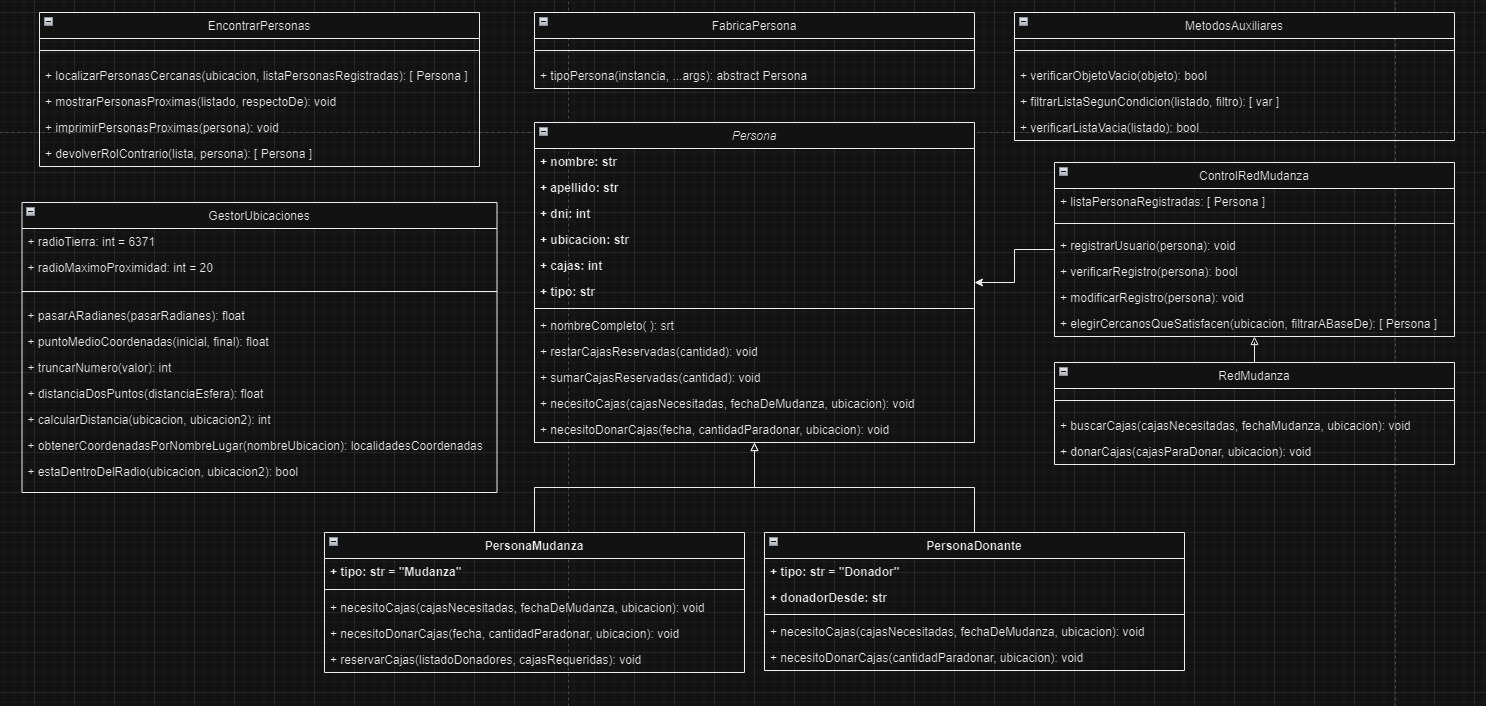 EncontrarPersonas
+ localizarPersonasCercanas(ubicacion, listaPersonasRegistradas): [ Persona ]
+ mostrarPersonasProximas(listado, respectoDe): void
+ imprimirPersonasProximas(persona): void
+ devolverRolContrario(lista, persona): [ Persona ]
FabricaPersona
+ tipoPersona(instancia, ...args): abstract Persona
MetodosAuxiliares
+ verificarObjetoVacio(objeto): bool
+ filtrarListaSegunCondicion(listado, filtro): [ var ]
+ verificarListaVacia(listado): bool
GestorUbicaciones
+ radioTierra: int = 6371
+ radioMaximoProximidad: int = 20
+ pasarARadianes(pasarRadianes): float
+ puntoMedioCoordenadas(inicial, final): float
+ truncarNumero(valor): int
+ distanciaDosPuntos(distanciaEsfera): float
+ calcularDistancia(ubicacion, ubicacion2): int
+ obtenerCoordenadasPorNombreLugar(nombreUbicacion): localidadesCoordenadas
+ estaDentroDelRadio(ubicacion, ubicacion2): bool
Persona
+ nombre: str
+ apellido: str
+ dni: int
+ ubicacion: str
+ cajas: int
+ tipo: str
+ nombreCompleto( ): srt
+ restarCajasReservadas(cantidad): void
+ sumarCajasReservadas(cantidad): void
+ necesitoCajas(cajasNecesitadas, fechaDeMudanza, ubicacion): void
+ necesitoDonarCajas(fecha, cantidadParadonar, ubicacion): void
ControlRedMudanza
+ listaPersonaRegistradas: [ Persona ]
+ registrarUsuario(persona): void
+ verificarRegistro(persona): bool
+ modificarRegistro(persona): void
+ elegirCercanosQueSatisfacen(ubicacion, filtrarABaseDe): [ Persona ]
RedMudanza
+ buscarCajas(cajasNecesitadas, fechaMudanza, ubicacion): void
+ donarCajas(cajasParaDonar, ubicacion): void
PersonaMudanza
+ tipo: str = "Mudanza"
+ necesitoCajas(cajasNecesitadas, fechaDeMudanza, ubicacion): void
+ necesitoDonarCajas(fecha, cantidadParadonar, ubicacion): void
+ reservarCajas(listadoDonadores, cajasRequeridas): void
PersonaDonante
+ tipo: str = "Donador"
+ donadorDesde: str
+ necesitoCajas(cajasNecesitadas, fechaDeMudanza, ubicacion): void
+ necesitoDonarCajas(cantidadParadonar, ubicacion): void